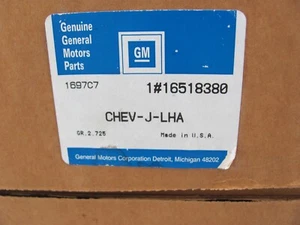 Genuine
General
Motors
Parts
GM
1697C7
1#16518380
CHEV-J-LHA
GR.2.725
Made in U.S.A.
General Motors Corporation Detroit, Michigan 48202